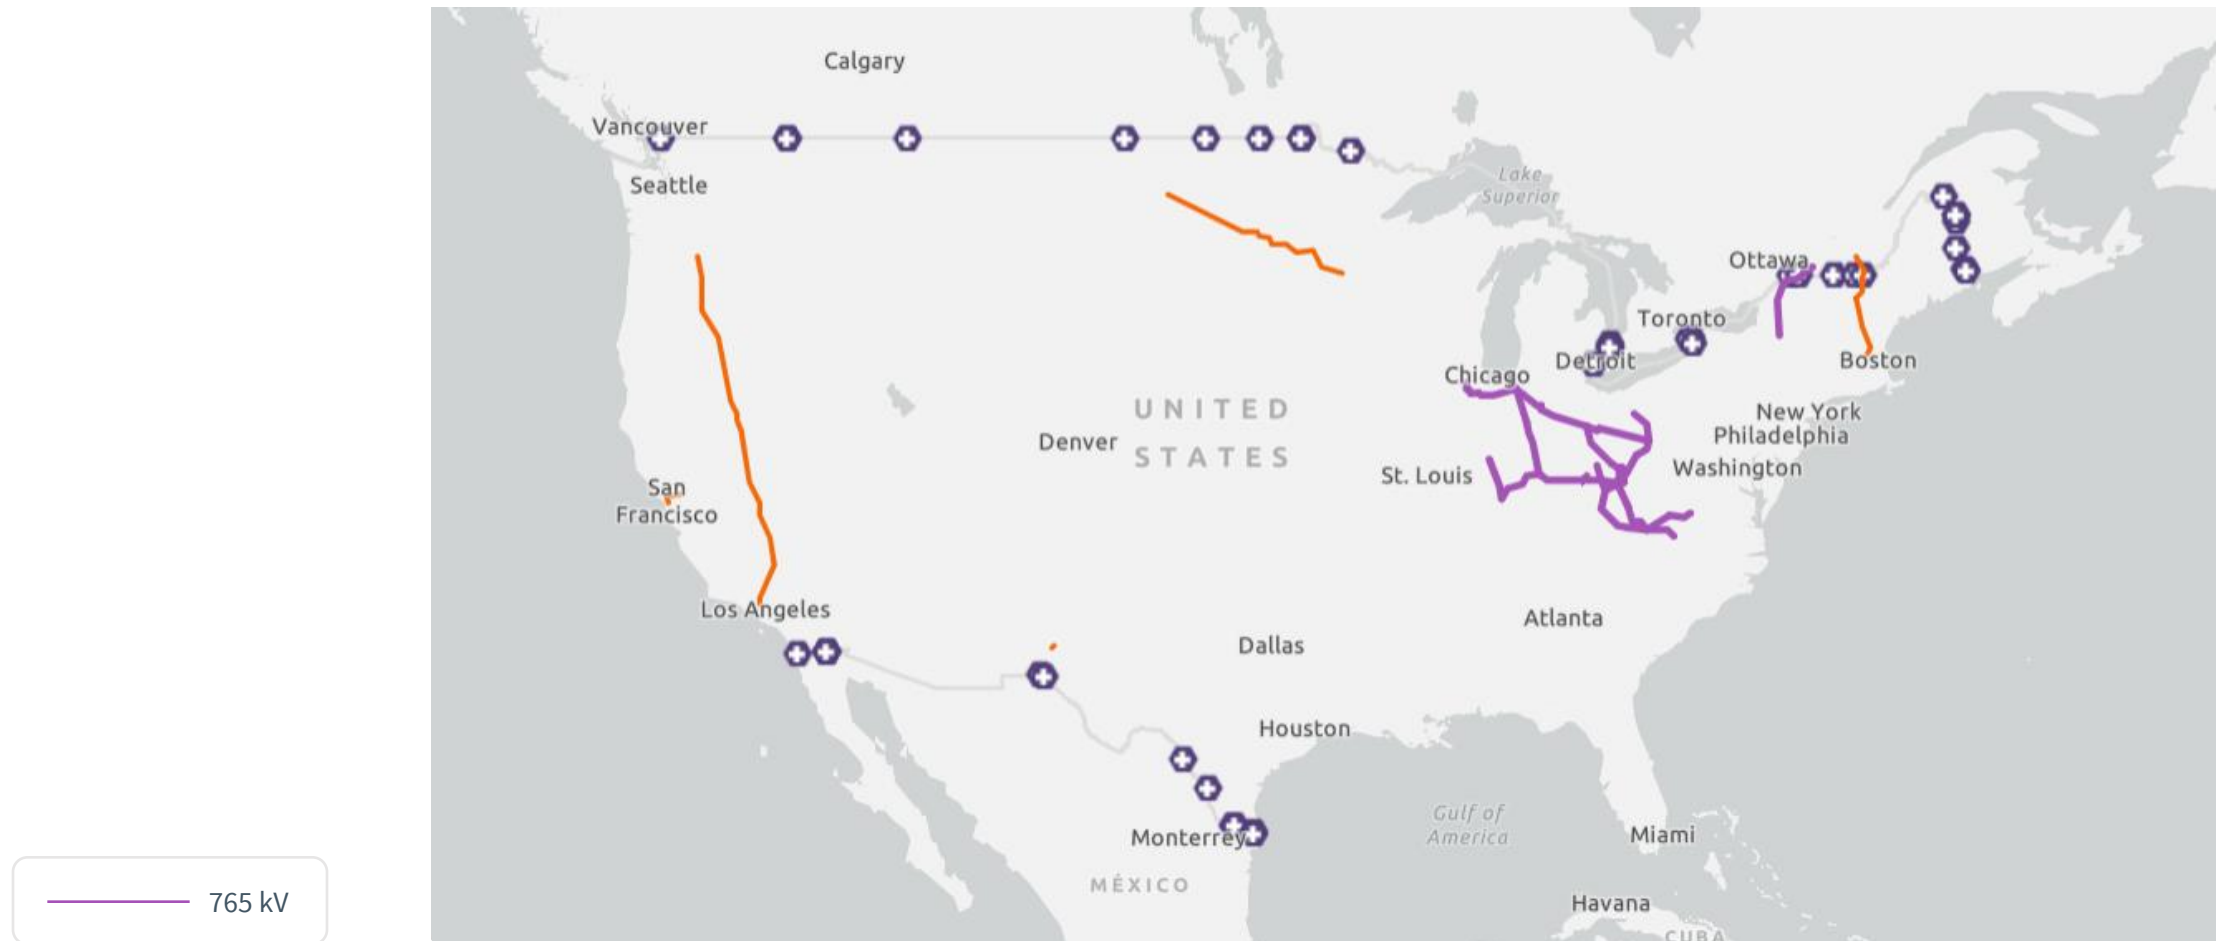 Calgary
Vancouver
Seattle
Lake
Superior
Ottawa
Toronto
Detroit
Boston
Chicago
UNITED
STATES
New York
Philadelphia
Denver
Washington
St. Louis
San
Francisco
Los Angeles
Atlanta
Dallas
Houston
Gulf of
America
Miami
Monterrey
MÉXICO
765 kV
Havana
CUBA